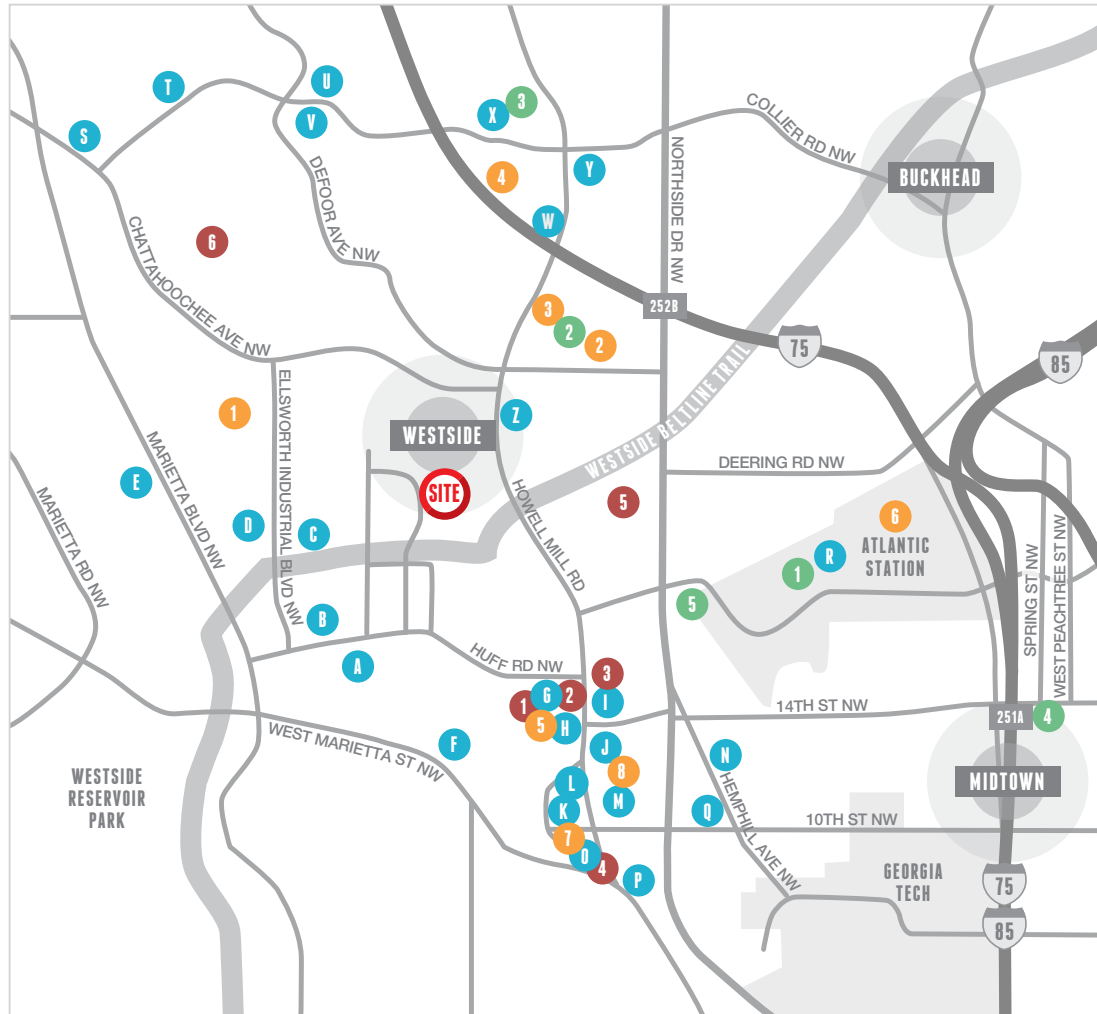 U
T
X
3
S
V
COLLIER RD NW
4
Y
BUCKHEAD
DEFOOR AVE NW
NORTHSIDE DR NW
W
6
CHATTAHOOCHEE AVE NW
252B
3
2
2
75
85
WESTSIDE BELTLINE TRAIL
ELLSWORTH INDUSTRIAL BLVD NW
1
Z
WESTSIDE
DEERING RD NW
MARIETTA BLVD NW
E
SITE
HOWELL MILL RD
5
MARIETTA RD NW
D
C
6
ATLANTIC
STATION
R
1
SPRING ST NW
WEST PEACHTREE ST NW
5
B
HUFF RD NW
A
3
G
2
1
I
5
H
14TH ST NW
251A
4
WEST MARIETTA ST NW
F
J
N
8
L
M
K
Q
HEMPHILL AVE NW
MIDTOWN
WESTSIDE
RESERVOIR
PARK
10TH ST NW
7
O
4
P
GEORGIA
TECH
75
85